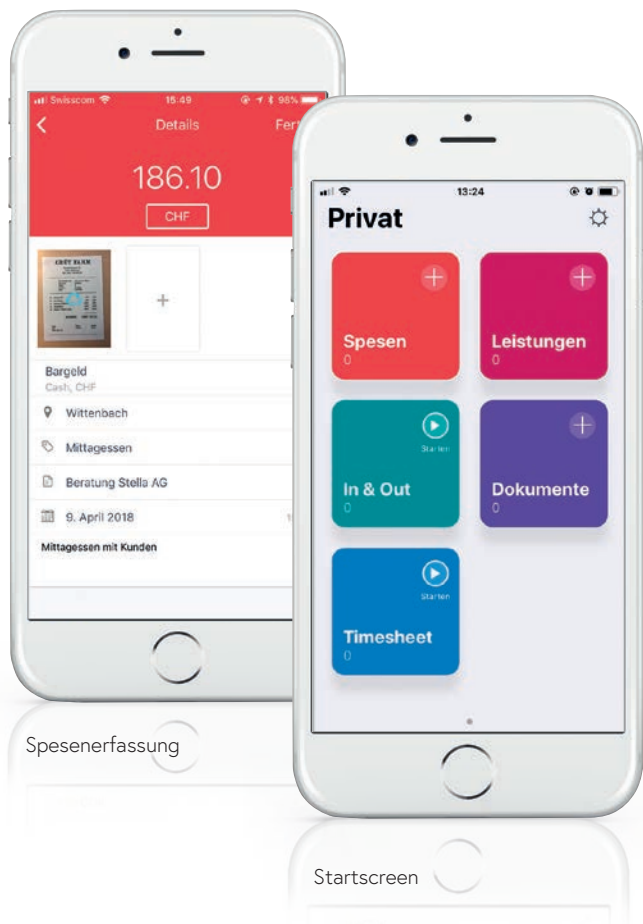 Swisscom
15:49
98%
Details
186.10
CHF
Bargeld
Cash, CHF
Wittenbach
Mittagessen
Beratung Stella AG
9. April 2018
Mittagessen mit Kunden
Spesenerfassung
13:24
Privat
Spesen
0
Leistungen
0
Starten
In & Out
0
Dokumente
0
Starten
Timesheet
0
Startscreen